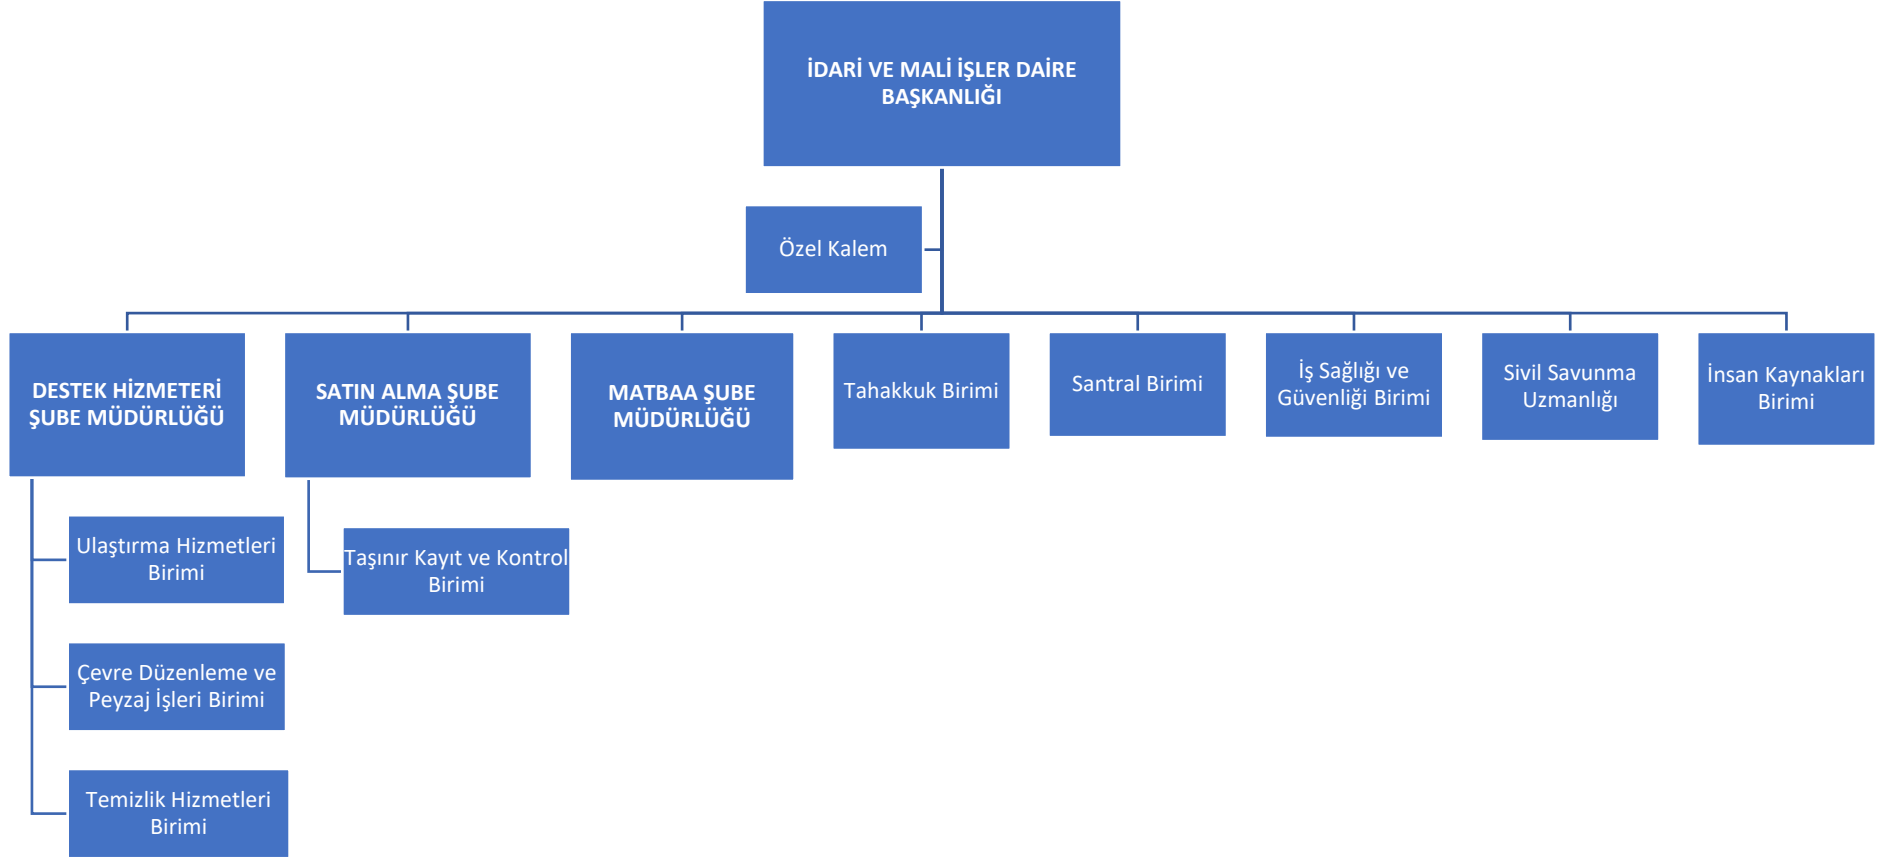 İDARİ VE MALİ İŞLER DAİRE
BAŞKANLIĞI
Özel Kalem
DESTEK HİZMETERİ
ŞUBE MÜDÜRLÜĞÜ
SATIN ALMA ŞUBE
MÜDÜRLÜĞÜ
MATBAA ŞUBE
MÜDÜRLÜĞÜ
Tahakkuk Birimi
Santral Birimi
İş Sağlığı ve
Güvenliği Birimi
Sivil Savunma
Uzmanlığı
İnsan Kaynakları
Birimi
Ulaştırma Hizmetleri
Birimi
Taşınır Kayıt ve Kontrol
Birimi
Çevre Düzenleme ve
Peyzaj İşleri Birimi
Temizlik Hizmetleri
Birimi